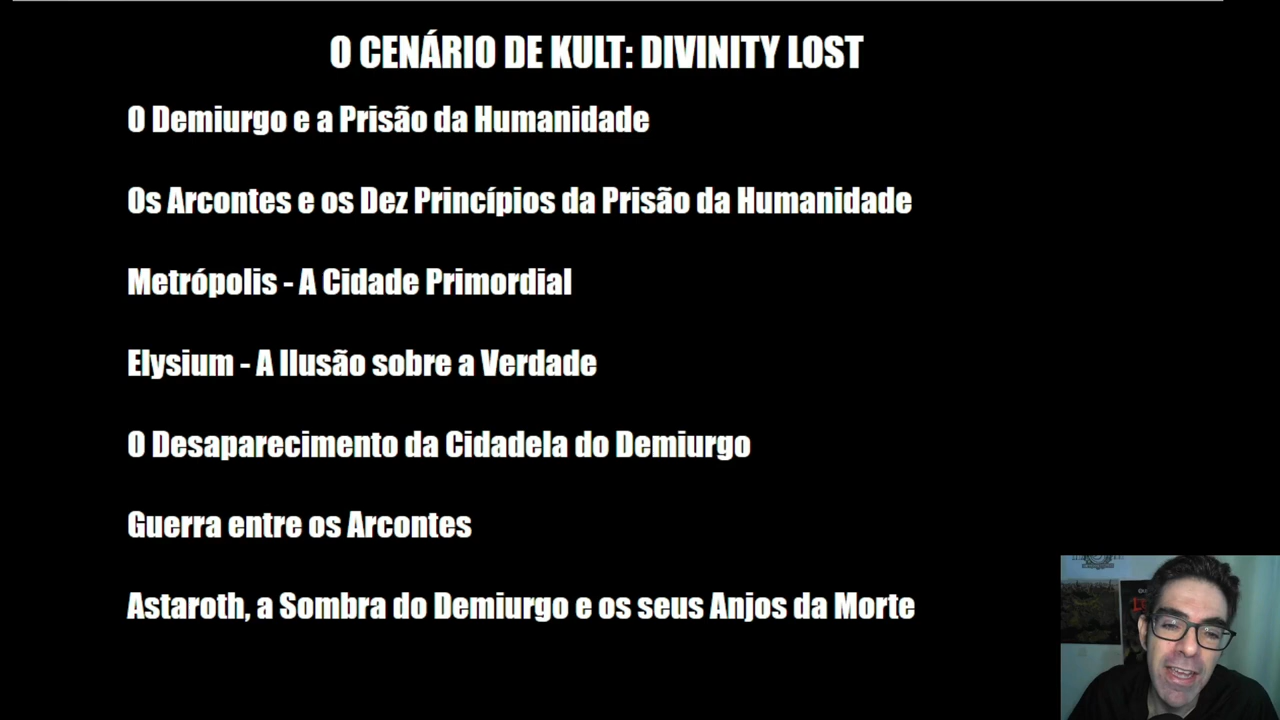 O CENÁRIO DE KULT: DIVINITY LOST
O Demiurgo e a Prisão da Humanidade
Os Arcontes e os Dez Princípios da Prisão da Humanidade
Metrópolis - A Cidade Primordial
Elysium - A Ilusão sobre a Verdade
O Desaparecimento da Cidadela do Demiurgo
Guerra entre os Arcontes
Astaroth, a Sombra do Demiurgo e os seus Anjos da Morte